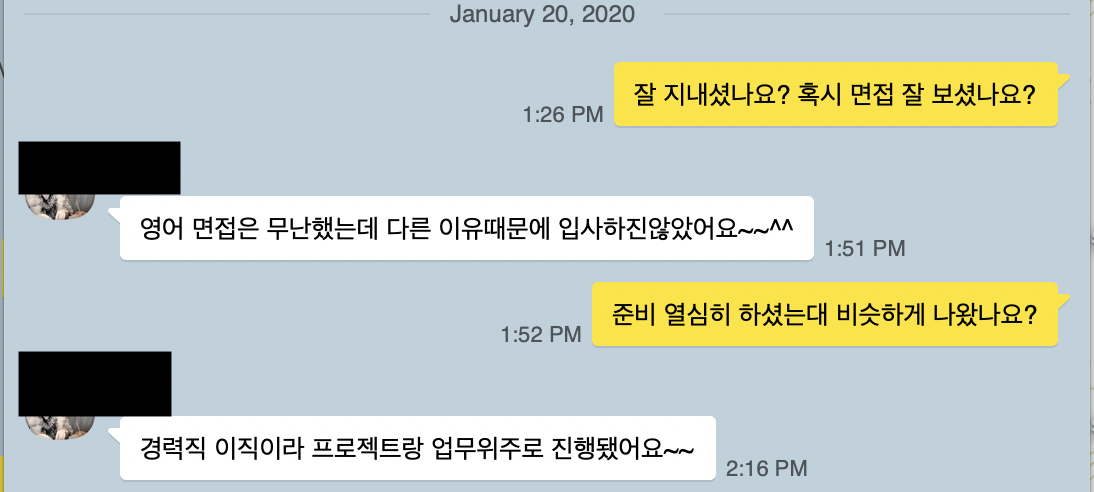 January 20, 2020
잘 지내셨나요? 혹시 면접 잘 보셨나요?
1:26 PM
영어 면접은 무난했는데 다른 이유때문에 입사하진않았어요~~^^
1:51 PM
준비 열심히 하셨는대 비슷하게 나왔나요?
1:52 PM
경력직 이직이라 프로젝트랑 업무위주로 진행됐어요~~
2:16 PM